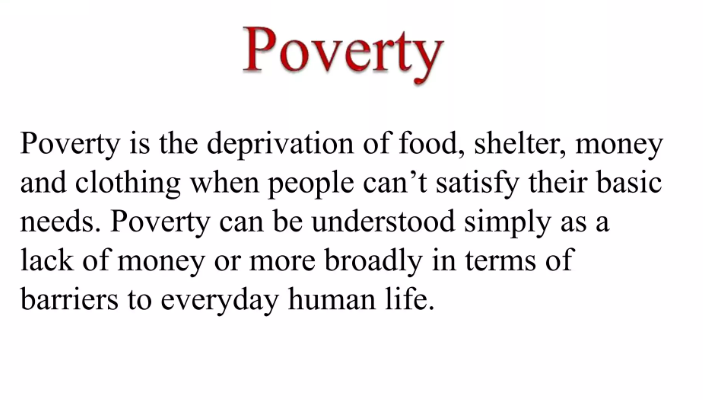 Poverty
Poverty is the deprivation of food, shelter, money
and clothing when people can’t satisfy their basic
needs. Poverty can be understood simply as a
lack of money or more broadly in terms of
barriers to everyday human life.